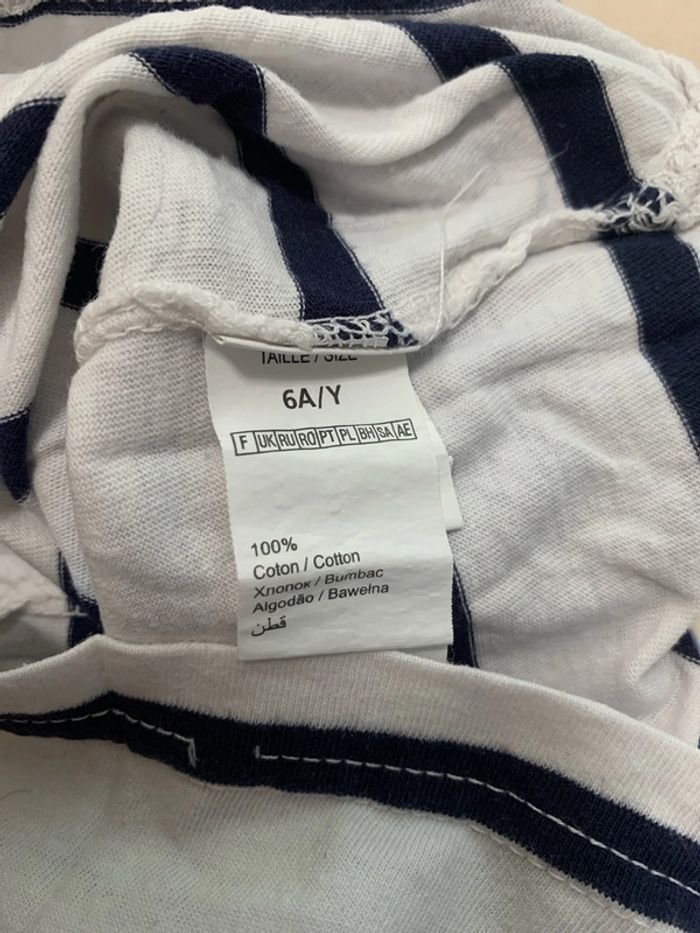 TAILLE / SIZE
6A/Y
F UK RU RO PT PL BH SA AE
100%
Coton / Cotton
Хлопок / Bumbac
Algodão / Bawełna
قطن